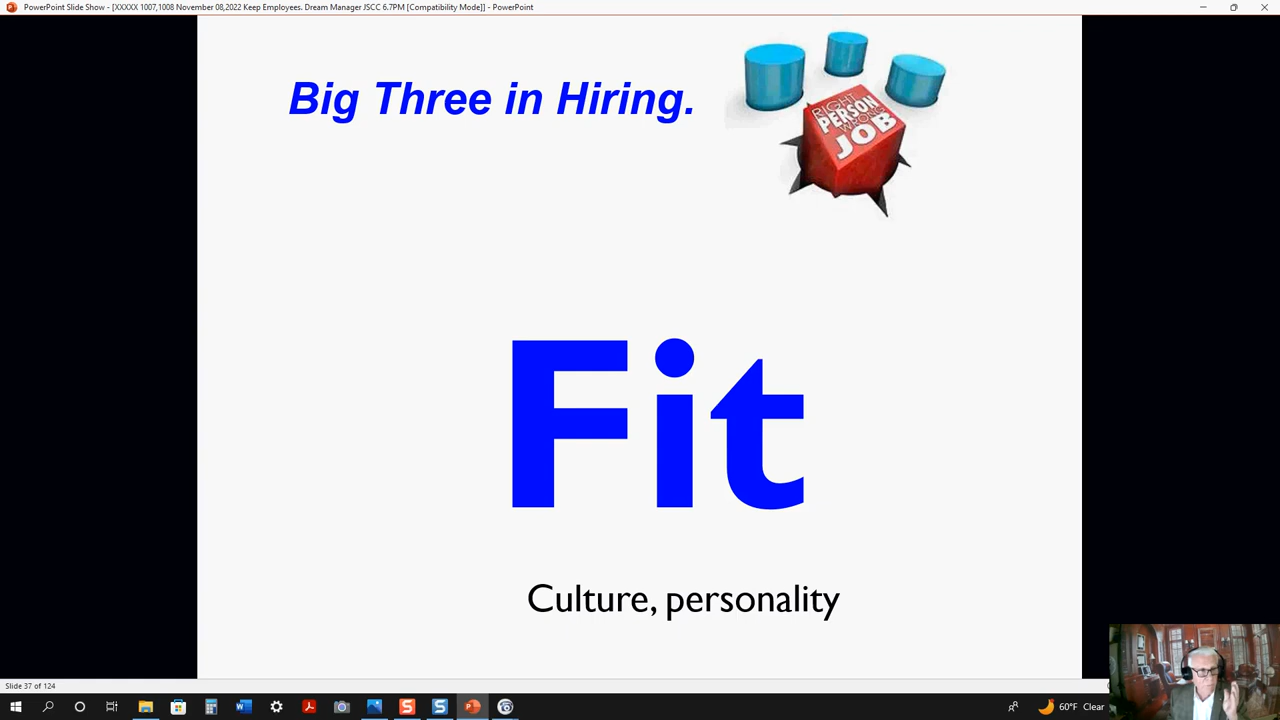 PowerPoint Slide Show - [XXXXX 1007,1008 November 08,2022 Keep Employees. Dream Manager JSCC 6.7PM [Compatibility Mode]] - PowerPoint
Big Three in Hiring.
RIGHT
PERSON
WRONG
JOB
Fit
Culture, personality
Slide 37 of 124
60°F Clear